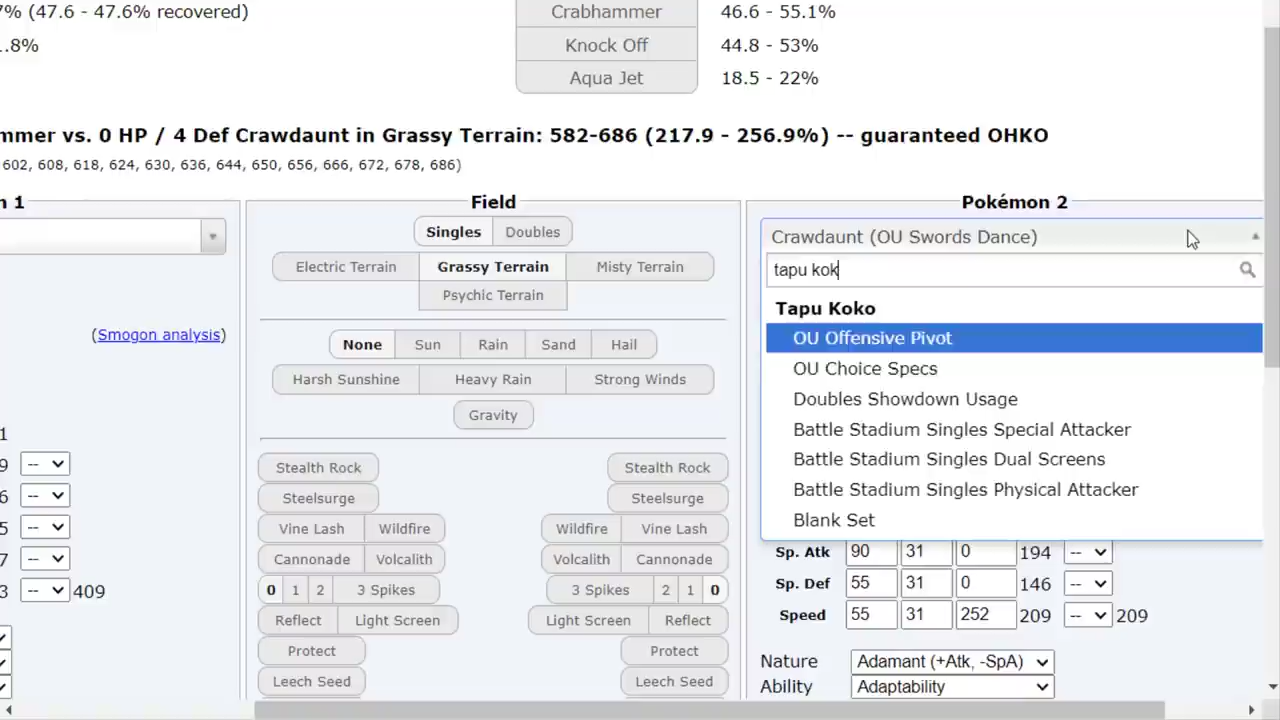 7% (47.6 - 47.6% recovered)
Crabhammer 46.6 - 55.1%
.8%
Knock Off 44.8 - 53%
Aqua Jet 18.5 - 22%
mmer vs. 0 HP / 4 Def Crawdaunt in Grassy Terrain: 582-686 (217.9 - 256.9%) -- guaranteed OHKO
602, 608, 618, 624, 630, 636, 644, 650, 656, 666, 672, 678, 686)
n 1
Field
Pokémon 2
Singles Doubles
Crawdaunt (OU Swords Dance)
Electric Terrain Grassy Terrain Misty Terrain
tapu kok
Psychic Terrain
Tapu Koko
(Smogon analysis)
OU Offensive Pivot
None Sun Rain Sand Hail
OU Choice Specs
Harsh Sunshine Heavy Rain Strong Winds
Doubles Showdown Usage
Gravity
Battle Stadium Singles Special Attacker
1
Battle Stadium Singles Dual Screens
9 --
Stealth Rock Stealth Rock
Battle Stadium Singles Physical Attacker
6 --
Steelsurge Steelsurge
Blank Set
5 --
Vine Lash Wildfire Wildfire Vine Lash
7 --
Cannonade Volcalith Volcalith Cannonade
Sp. Atk 90 31 0 194 --
3 -- 409
0 1 2 3 Spikes 3 Spikes 2 1 0
Sp. Def 55 31 0 146 --
Reflect Light Screen Light Screen Reflect
Speed 55 31 252 209 -- 209
Protect Protect
Nature Adamant (+Atk, -SpA)
Leech Seed Leech Seed
Ability Adaptability